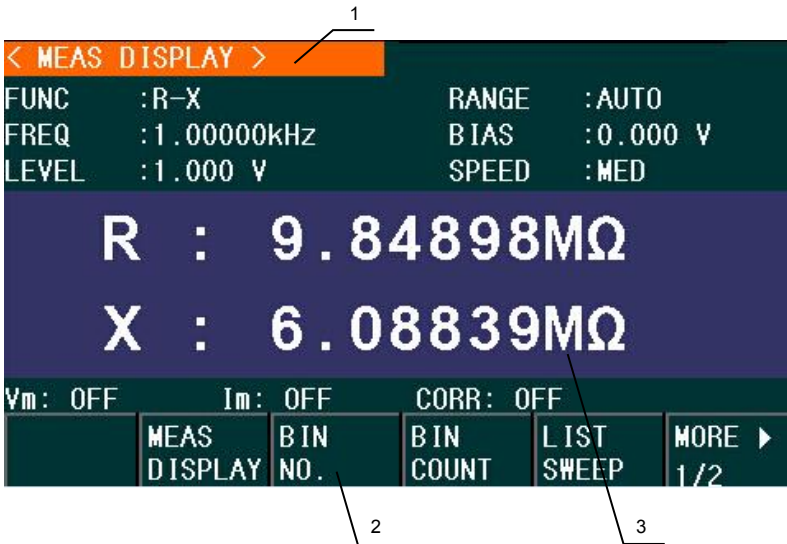 1
< MEAS DISPLAY >
FUNC :R-X RANGE :AUTO
FREQ :1.00000kHz BIAS :0.000 V
LEVEL :1.000 V SPEED :MED
R : 9.84898MΩ
X : 6.08839MΩ
Vm: OFF Im: OFF CORR: OFF
MEAS BIN BIN LIST MORE ▶
DISPLAY NO. COUNT SWEEP 1/2
2 3